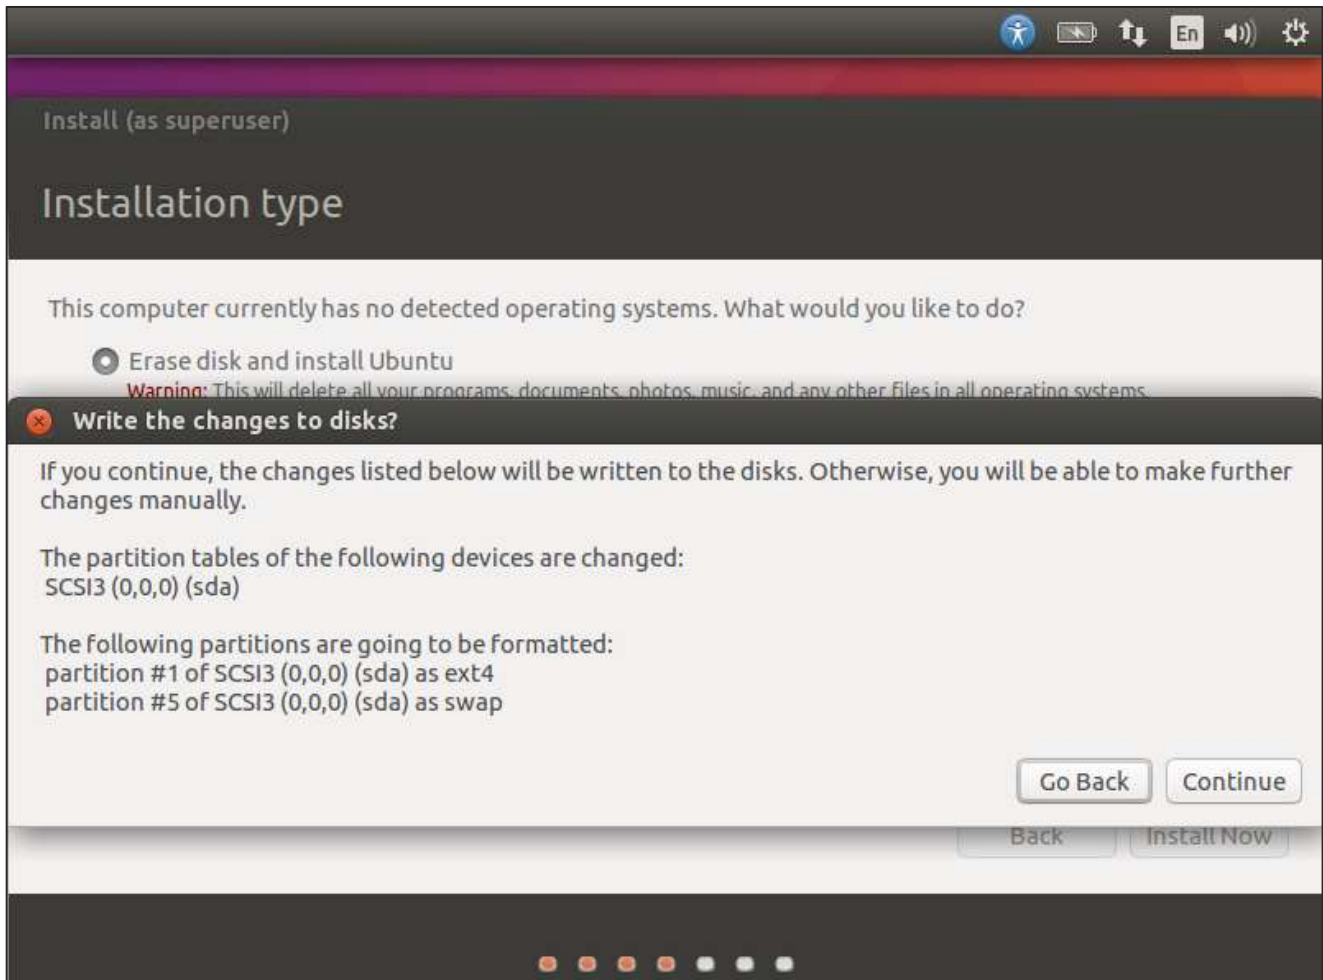 En
Install (as superuser)
Installation type
This computer currently has no detected operating systems. What would you like to do?
Erase disk and install Ubuntu
Warning: This will delete all your programs, documents, photos, music, and any other files in all operating systems.
Write the changes to disks?
If you continue, the changes listed below will be written to the disks. Otherwise, you will be able to make further
changes manually.
The partition tables of the following devices are changed:
SCSI3 (0,0,0) (sda)
The following partitions are going to be formatted:
partition #1 of SCSI3 (0,0,0) (sda) as ext4
partition #5 of SCSI3 (0,0,0) (sda) as swap
Go Back Continue
Back Install Now